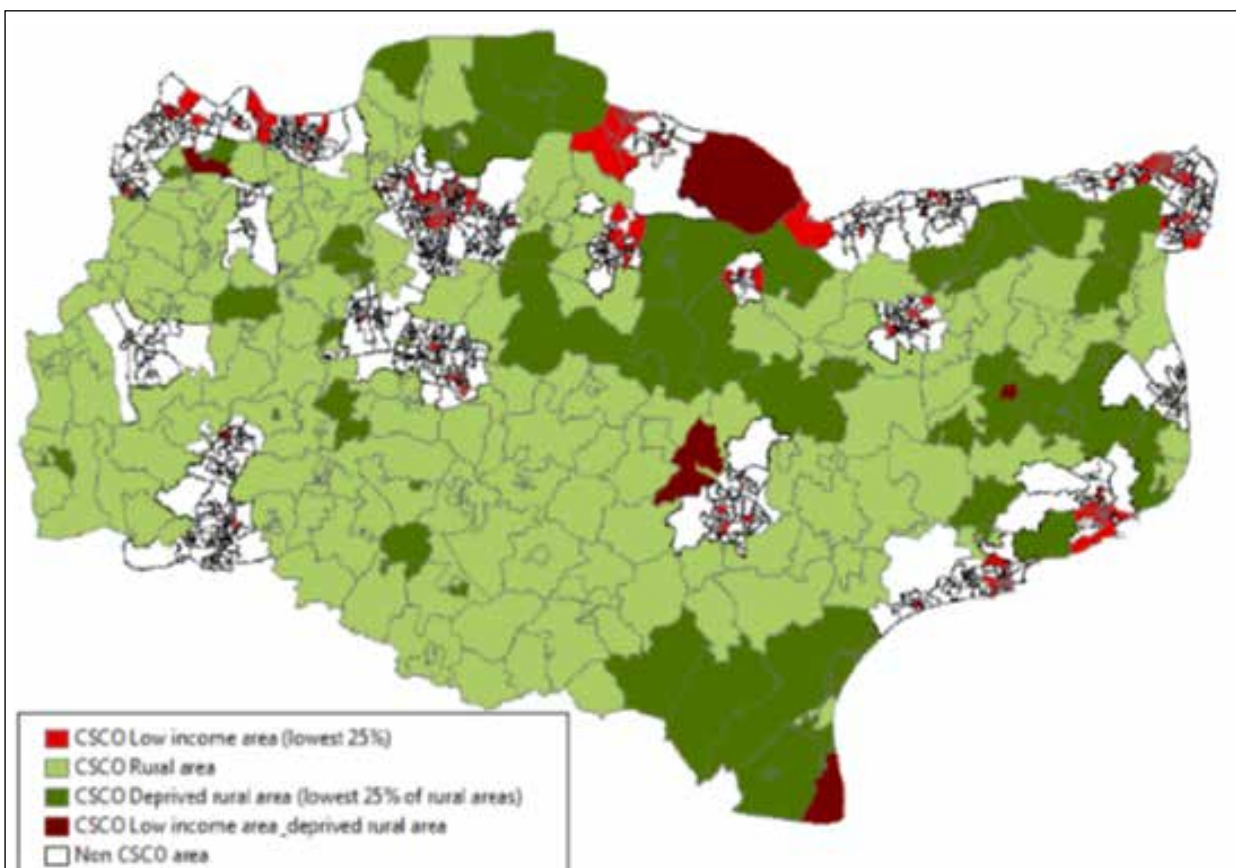 CSCO Low income area (lowest 25%)
CSCO Rural area
CSCO Deprived rural area (lowest 25% of rural areas)
CSCO Low income area_deprived rural area
Non CSCO area